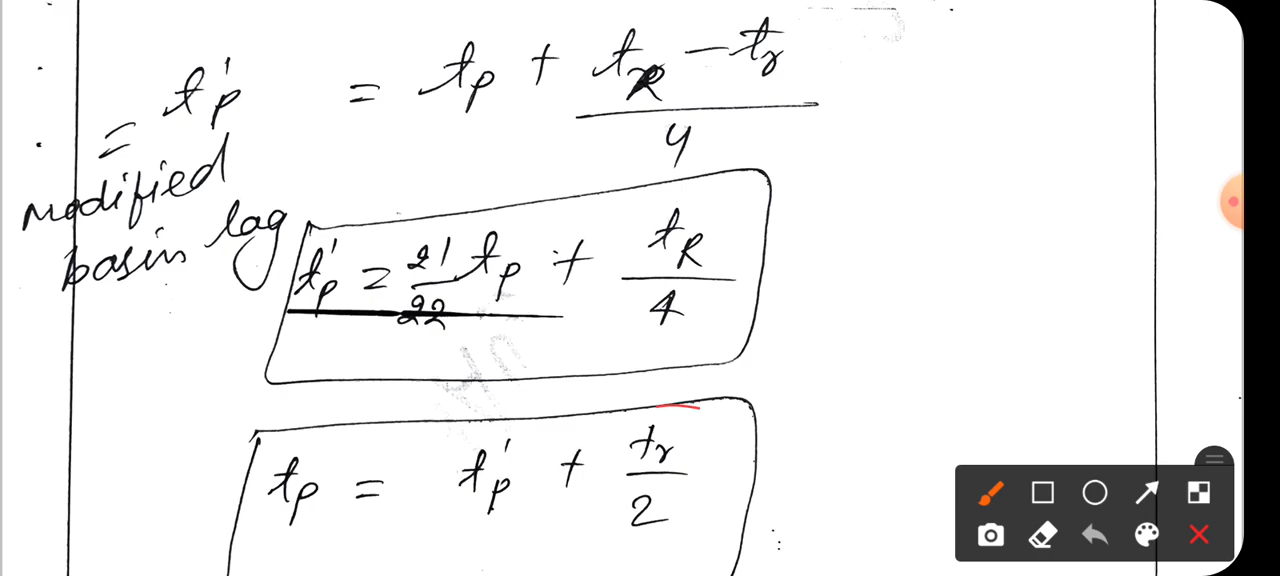 = t'p = tp + (tR - tr)/4
modified
basin lag
t'p = 21/22 tp + tR/4
tp = t'p + tr/2